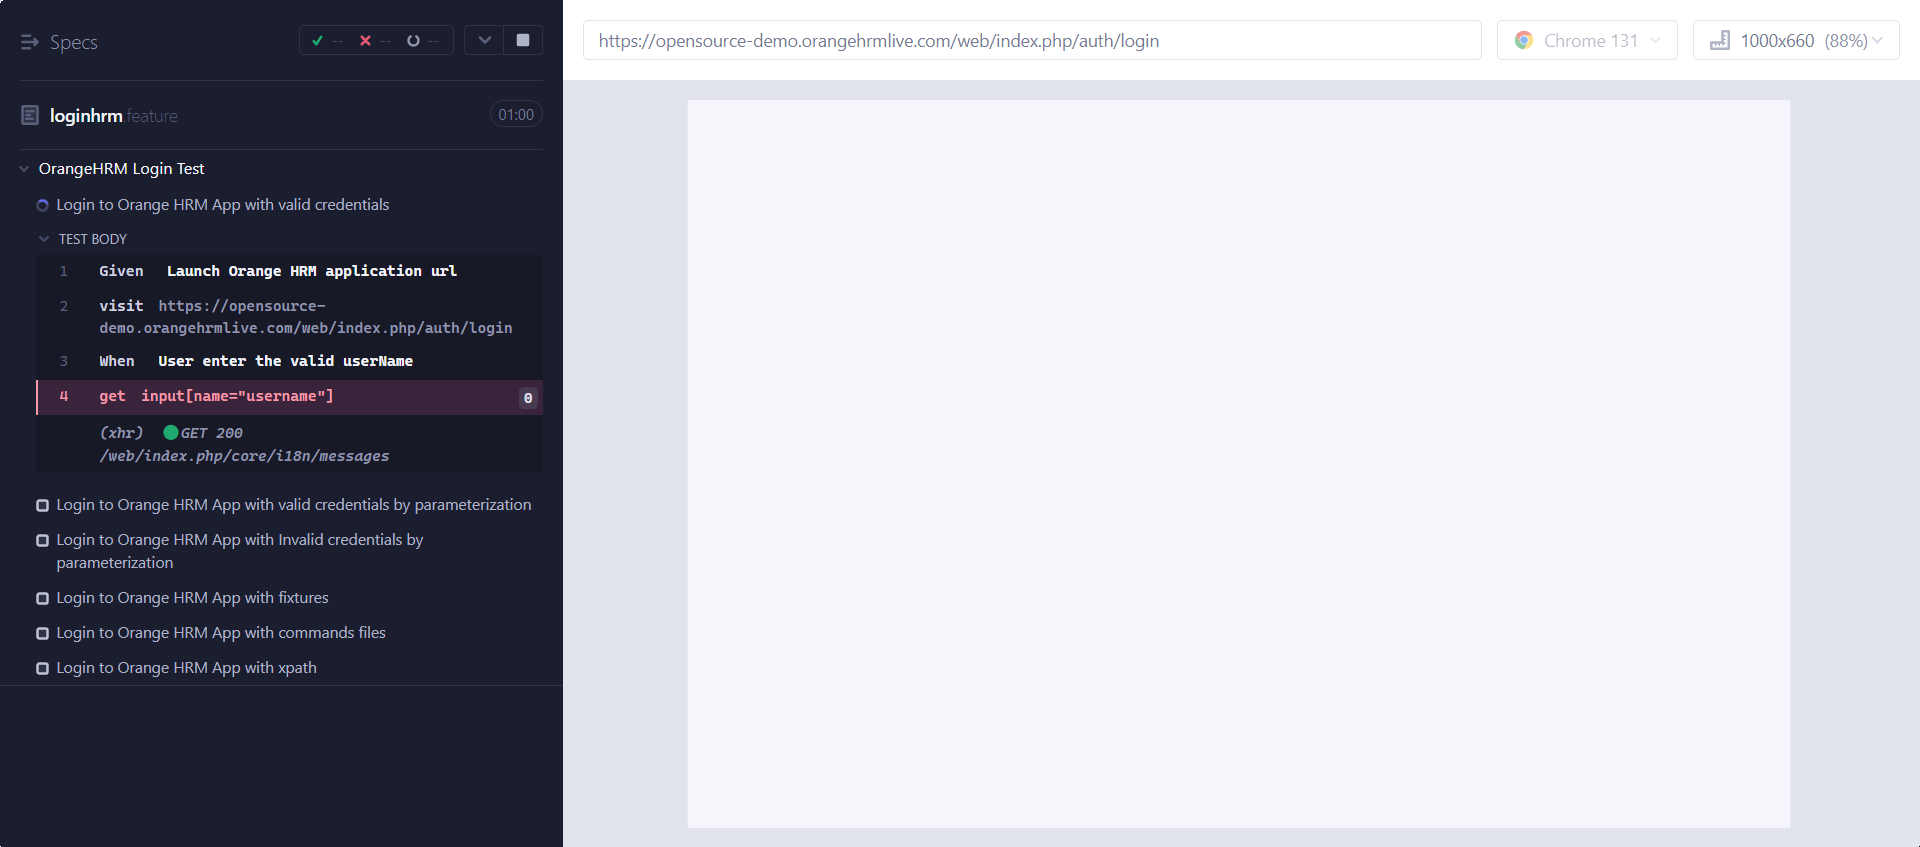 Specs
-- -- --
loginhrm.feature
01:00
OrangeHRM Login Test
Login to Orange HRM App with valid credentials
TEST BODY
1 Given Launch Orange HRM application url
2 visit https://opensource-
demo.orangehrmlive.com/web/index.php/auth/login
3 When User enter the valid userName
4 get input[name="username"] 0
(xhr) GET 200
/web/index.php/core/i18n/messages
Login to Orange HRM App with valid credentials by parameterization
Login to Orange HRM App with Invalid credentials by
parameterization
Login to Orange HRM App with fixtures
Login to Orange HRM App with commands files
Login to Orange HRM App with xpath
https://opensource-demo.orangehrmlive.com/web/index.php/auth/login
Chrome 131
1000x660 (88%)